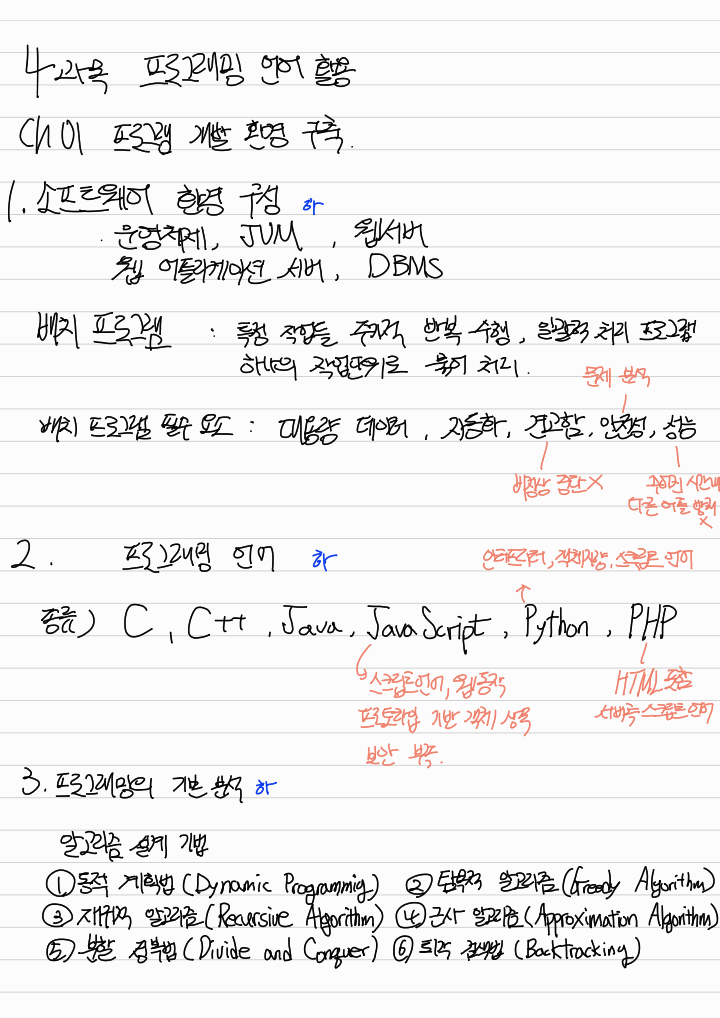 4과목 프로그래밍 언어 활용
Ch 01 프로그램 개발 환경 구축.
1. 소프트웨어 환경 구성 하
· 운영체제, JVM , 웹서버
웹 어플리케이션 서버, DBMS
배치 프로그램 : 특정 작업들 주기적 반복 수행, 일괄적 처리 프로그램
하나의 작업단위로 묶어 처리.
문제 분석
배치 프로그램 필수 요소 : 대용량 데이터, 자동화, 견고함, 안정성, 성능
비정상 중단 X 주어진 시간내
다른 어플 방해
X
2. 프로그래밍 언어 하
인터프리터, 객체지향, 스크립트 언어
종류) C, C++, Java, JavaScript, Python, PHP
스크립트언어, 웹동작 HTML 포함
프로토타입 기반 객체 상속 서버측 스크립트 언어
보안 부족.
3. 프로그래밍의 기본 분석 하
알고리즘 설계 기법
① 동적 계획법 (Dynamic Programmig) ② 탐욕적 알고리즘 (Greedy Algorithm)
③ 재귀적 알고리즘 (Recursive Algorithm) ④ 근사 알고리즘 (Approximation Algorithm)
⑤ 분할 정복법 (Divide and Conquer) ⑥ 퇴각 검색법 (Backtracking)